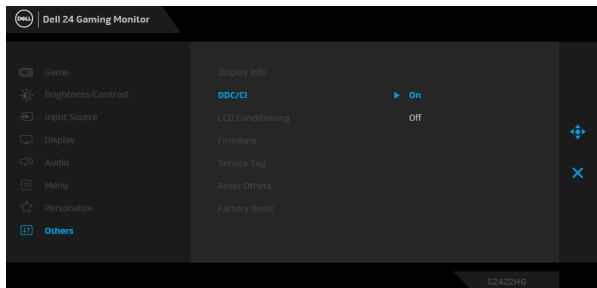 DELL
Dell 24 Gaming Monitor
Game
Brightness/Contrast
Input Source
Display
Audio
Menu
Personalize
Others
Display Info
DDC/CI
On
LCD Conditioning
Off
Firmware
Service Tag
Reset Others
Factory Reset
S2422HG